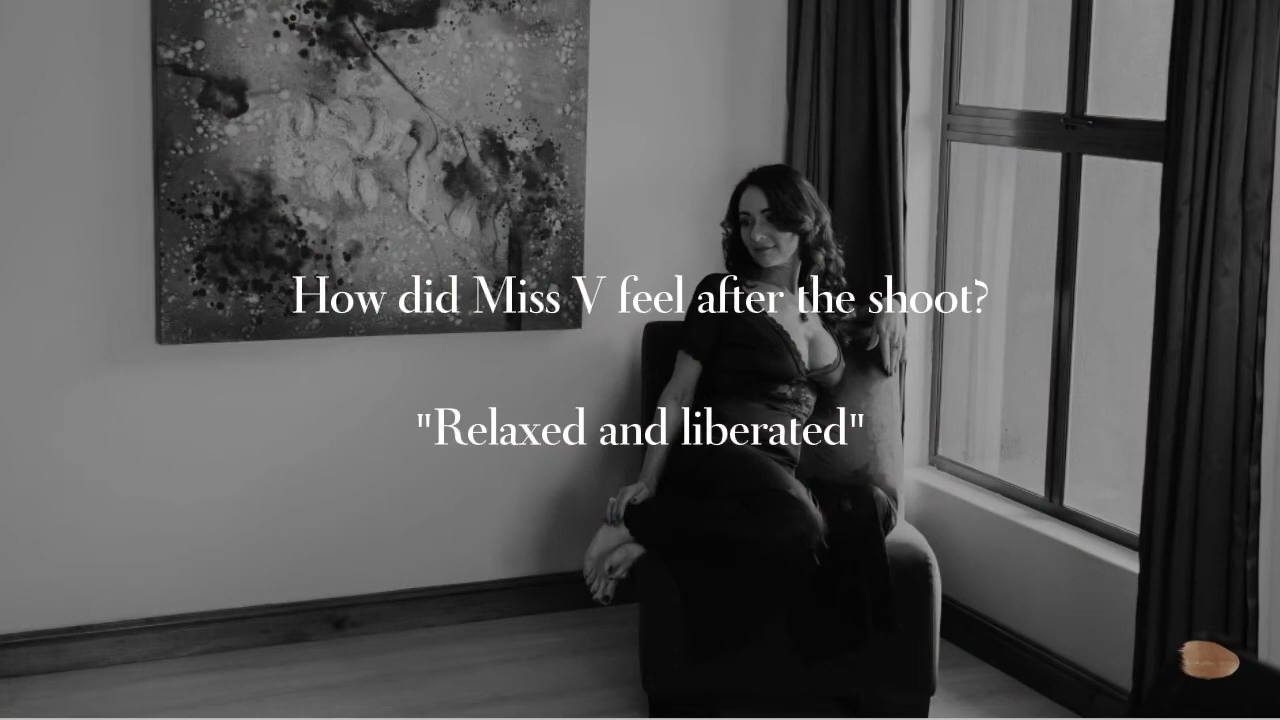 How did Miss V feel after the shoot?
"Relaxed and liberated"